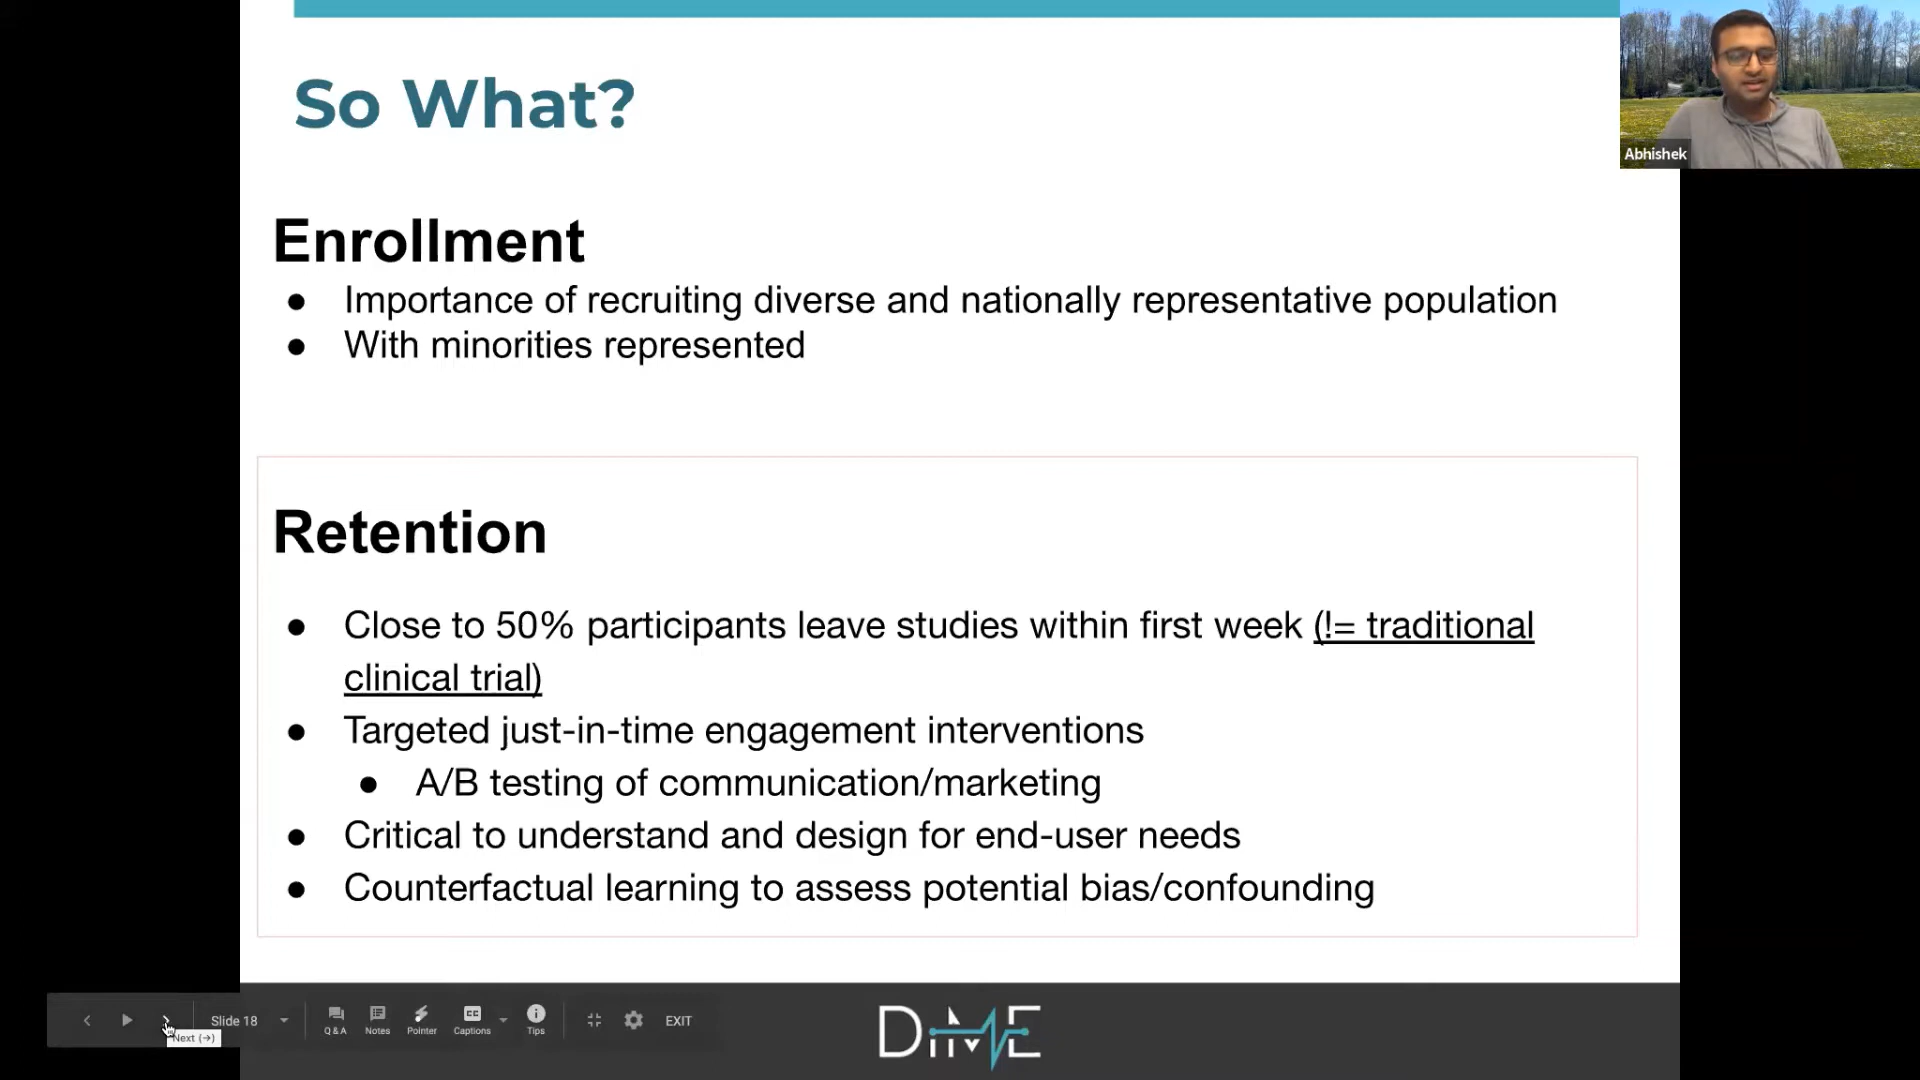 So What?
Abhishek
Enrollment
● Importance of recruiting diverse and nationally representative population
● With minorities represented
Retention
● Close to 50% participants leave studies within first week (!= traditional
clinical trial)
● Targeted just-in-time engagement interventions
● A/B testing of communication/marketing
● Critical to understand and design for end-user needs
● Counterfactual learning to assess potential bias/confounding
Slide 18
Q & A
Notes
Pointer
CC
Captions
Tips
EXIT
Next (→)
DiME